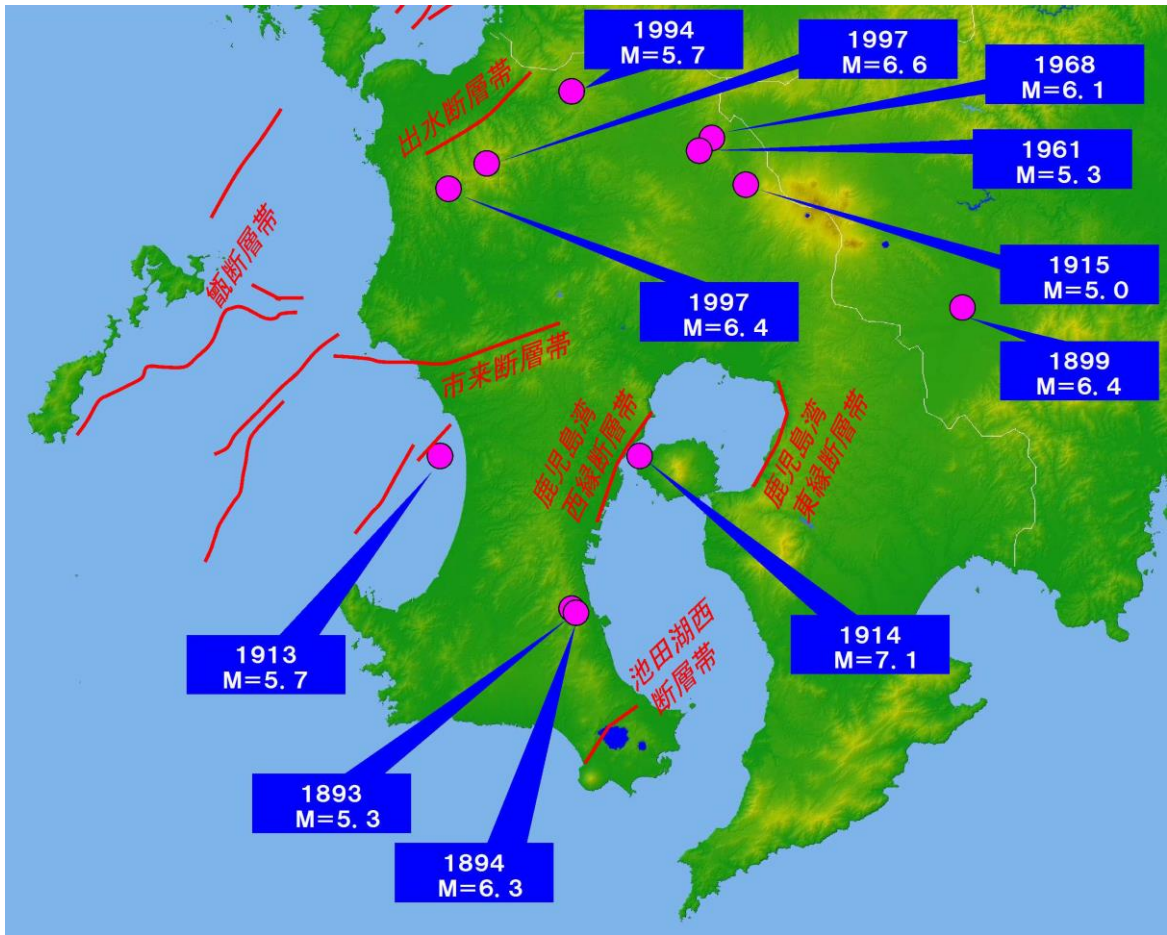 1994
M=5.7
1997
M=6.6
1968
M=6.1
1961
M=5.3
1915
M=5.0
1899
M=6.4
1997
M=6.4
出水断層帯
甑断層帯
市来断層帯
鹿児島湾
西縁断層帯
鹿児島湾
東縁断層帯
1914
M=7.1
1913
M=5.7
池田湖西
断層帯
1893
M=5.3
1894
M=6.3